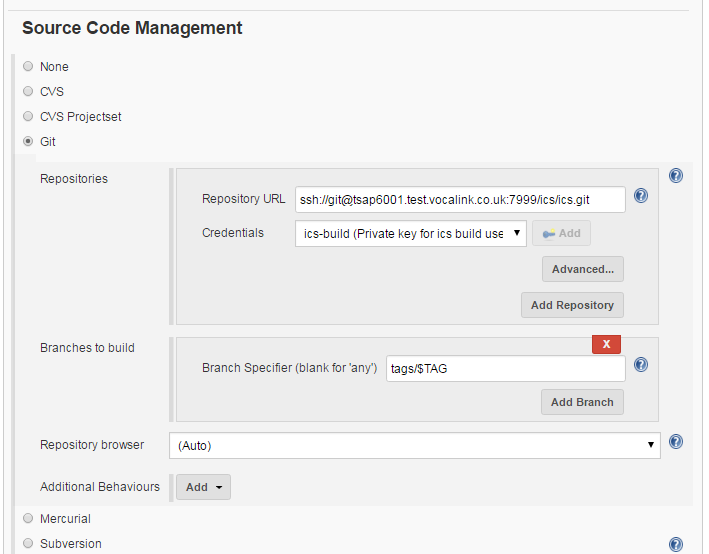 Source Code Management
None
CVS
CVS Projectset
Git
Repositories
?
Repository URL ssh://git@tsap6001.test.vocalink.co.uk:7999/ics/ics.git ?
Credentials ics-build (Private key for ics build use Add
Advanced...
Add Repository
Branches to build
X
Branch Specifier (blank for 'any') tags/$TAG ?
Add Branch
Repository browser (Auto) ?
Additional Behaviours Add
Mercurial
Subversion ?